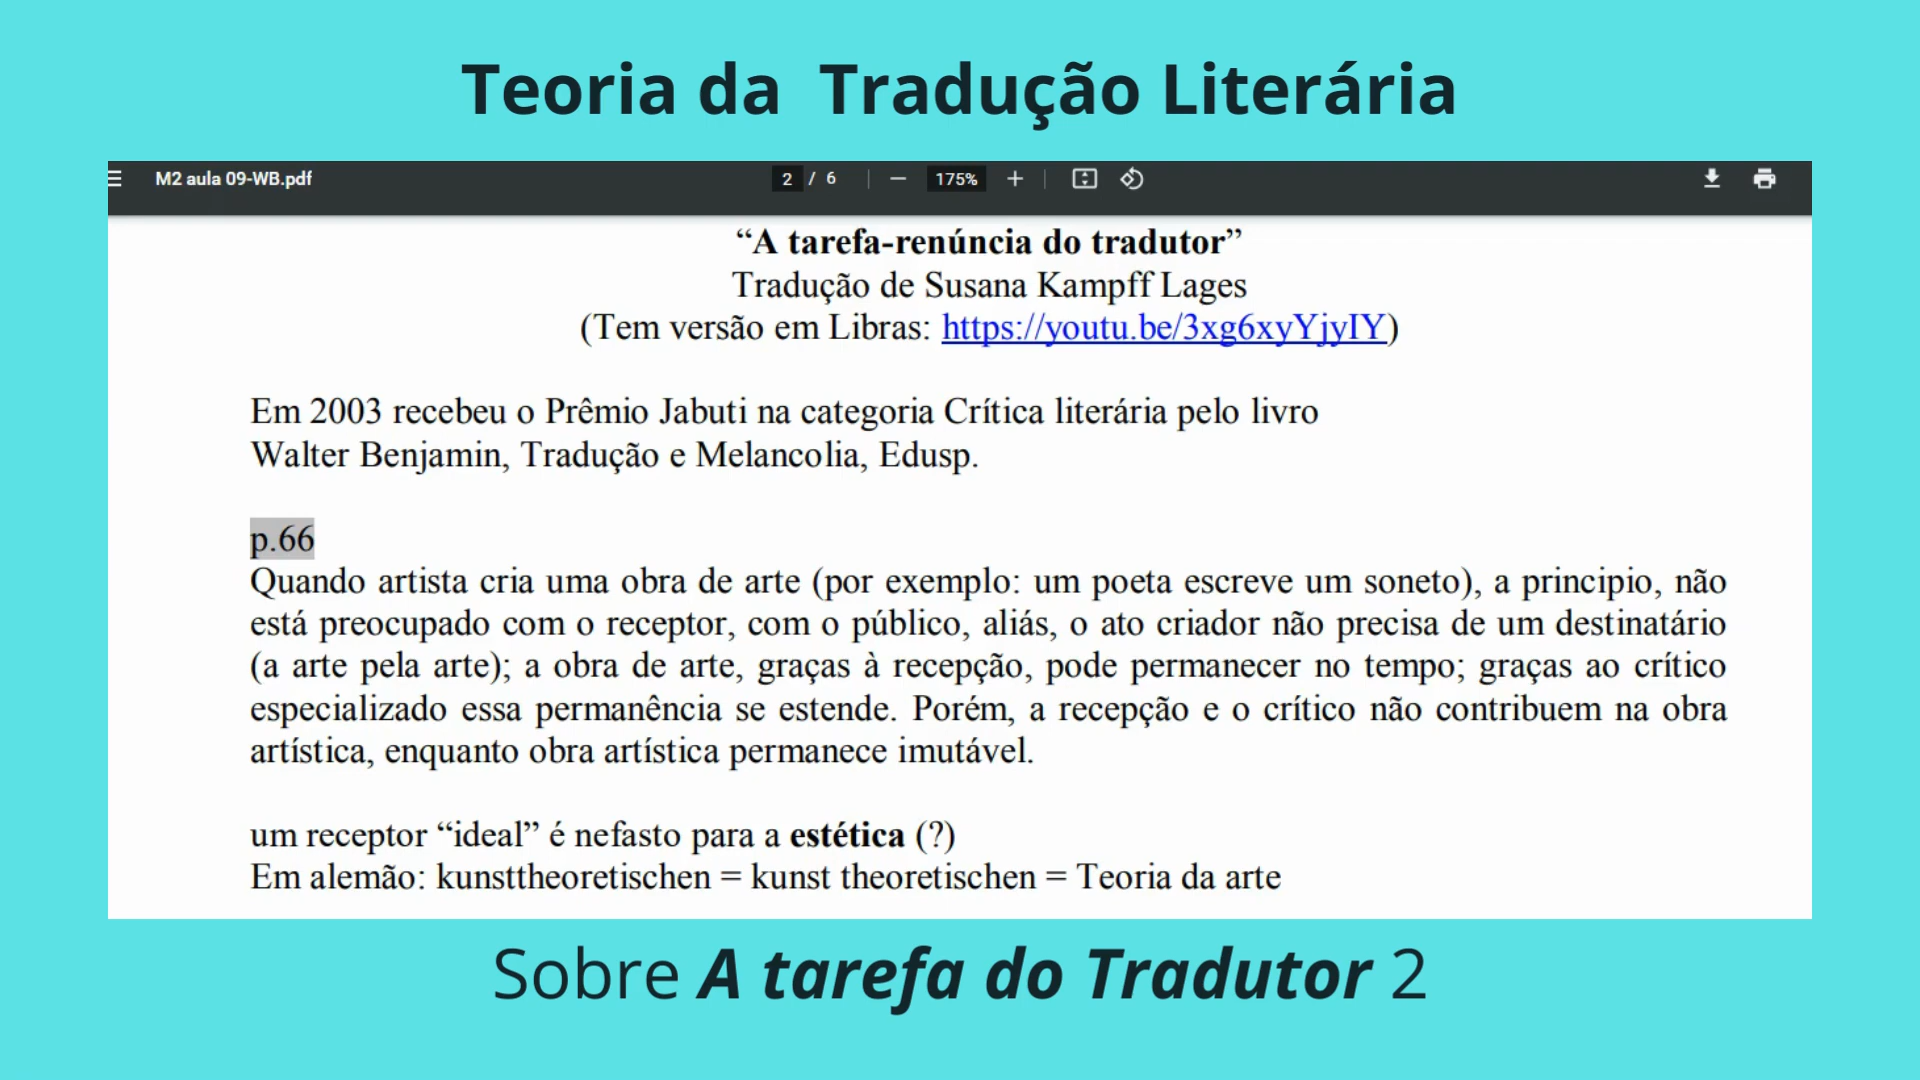 Teoria da Tradução Literária
M2 aula 09-WB.pdf
2 / 6
175%
“A tarefa-renúncia do tradutor”
Tradução de Susana Kampff Lages
(Tem versão em Libras: https://youtu.be/3xg6xyYjyIY)
Em 2003 recebeu o Prêmio Jabuti na categoria Crítica literária pelo livro
Walter Benjamin, Tradução e Melancolia, Edusp.
p.66
Quando artista cria uma obra de arte (por exemplo: um poeta escreve um soneto), a principio, não
está preocupado com o receptor, com o público, aliás, o ato criador não precisa de um destinatário
(a arte pela arte); a obra de arte, graças à recepção, pode permanecer no tempo; graças ao crítico
especializado essa permanência se estende. Porém, a recepção e o crítico não contribuem na obra
artística, enquanto obra artística permanece imutável.
um receptor “ideal” é nefasto para a estética (?)
Em alemão: kunsttheoretischen = kunst theoretischen = Teoria da arte
Sobre A tarefa do Tradutor 2